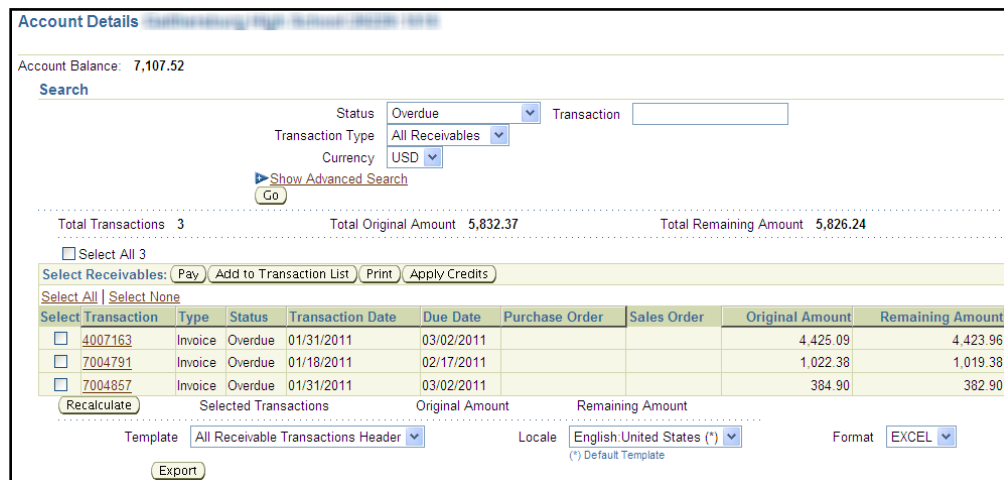 Account Details
Account Balance: 7,107.52
Search
Status Overdue Transaction
Transaction Type All Receivables
Currency USD
Show Advanced Search
Go
Total Transactions 3 Total Original Amount 5,832.37 Total Remaining Amount 5,826.24
Select All 3
Select Receivables: Pay Add to Transaction List Print Apply Credits
Select All | Select None
Select Transaction Type Status Transaction Date Due Date Purchase Order Sales Order Original Amount Remaining Amount
4007163 Invoice Overdue 01/31/2011 03/02/2011 4,425.09 4,423.96
7004791 Invoice Overdue 01/18/2011 02/17/2011 1,022.38 1,019.38
7004857 Invoice Overdue 01/31/2011 03/02/2011 384.90 382.90
Recalculate Selected Transactions Original Amount Remaining Amount
Template All Receivable Transactions Header Locale English:United States (*) Format EXCEL
(*) Default Template
Export